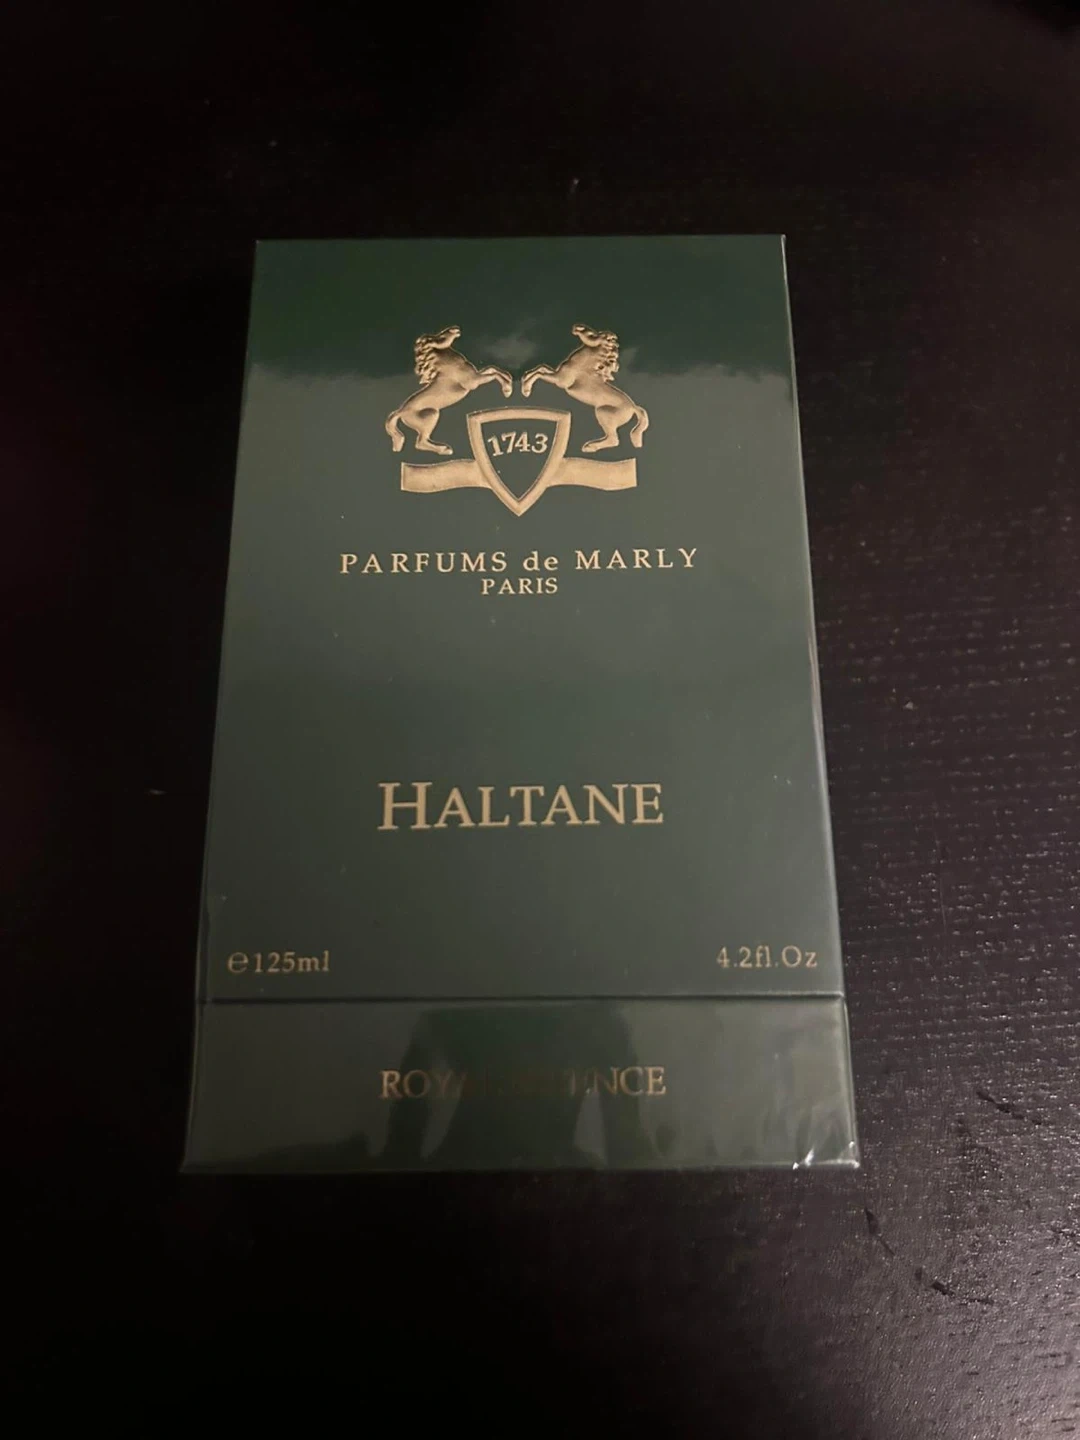 1743
PARFUMS de MARLY
PARIS
HALTANE
℮125ml 4.2fl.Oz